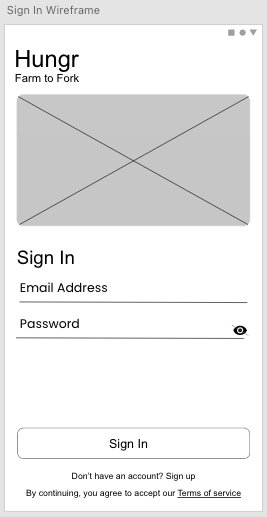 Sign In Wireframe
Hungr
Farm to Fork
Sign In
Email Address
Password
Sign In
Don't have an account? Sign up
By continuing, you agree to accept our Terms of service